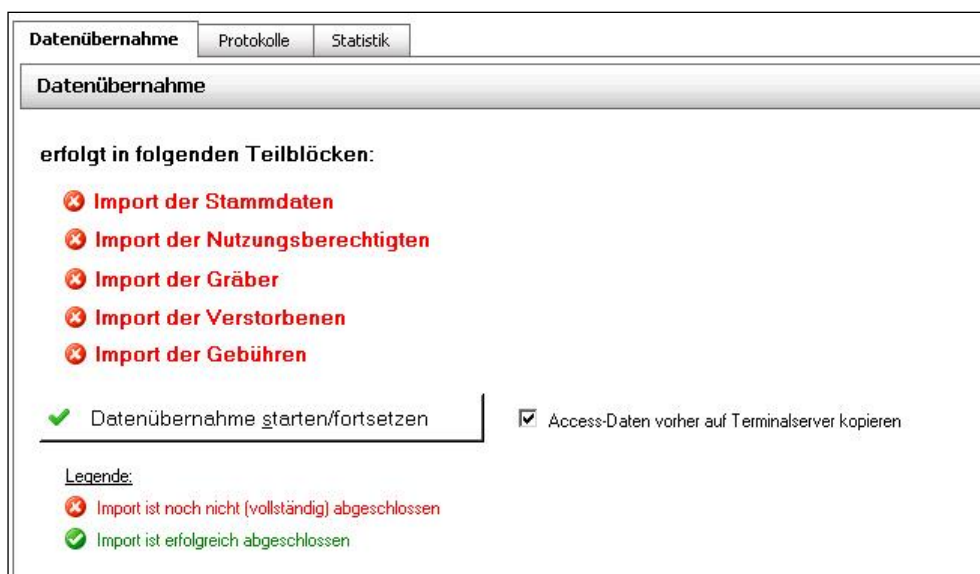 Datenübernahme Protokolle Statistik
Datenübernahme
erfolgt in folgenden Teilblöcken:
Import der Stammdaten
Import der Nutzungsberechtigten
Import der Gräber
Import der Verstorbenen
Import der Gebühren
Datenübernahme starten/fortsetzen Access-Daten vorher auf Terminalserver kopieren
Legende:
Import ist noch nicht (vollständig) abgeschlossen
Import ist erfolgreich abgeschlossen